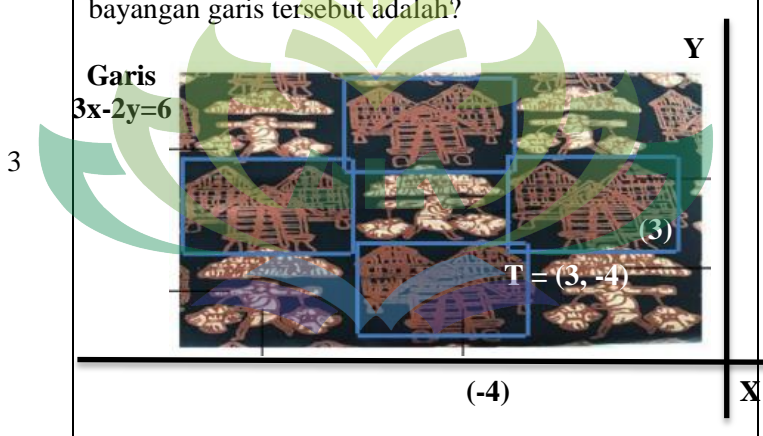 bayangan garis tersebut adalah?
Y
Garis
3x-2y=6
3
(3)
T = (3, -4)
(-4)
X